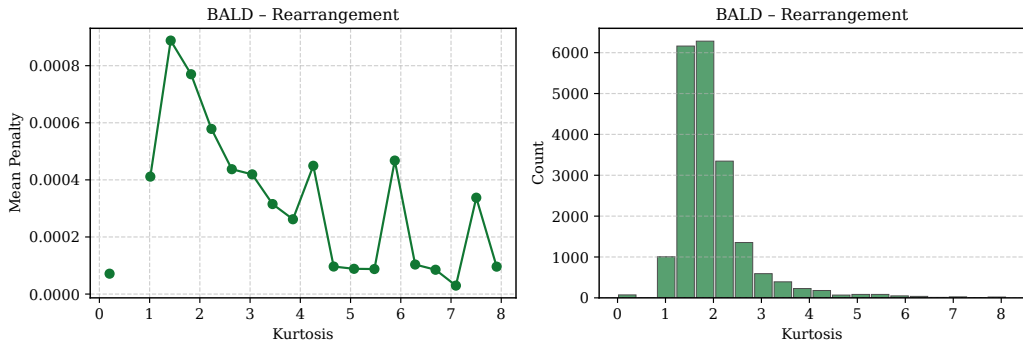 BALD – Rearrangement
0.0008
0.0006
0.0004
0.0002
0.0000
Mean Penalty
0 1 2 3 4 5 6 7 8
Kurtosis
BALD – Rearrangement
6000
5000
4000
3000
2000
1000
0
Count
0 1 2 3 4 5 6 7 8
Kurtosis